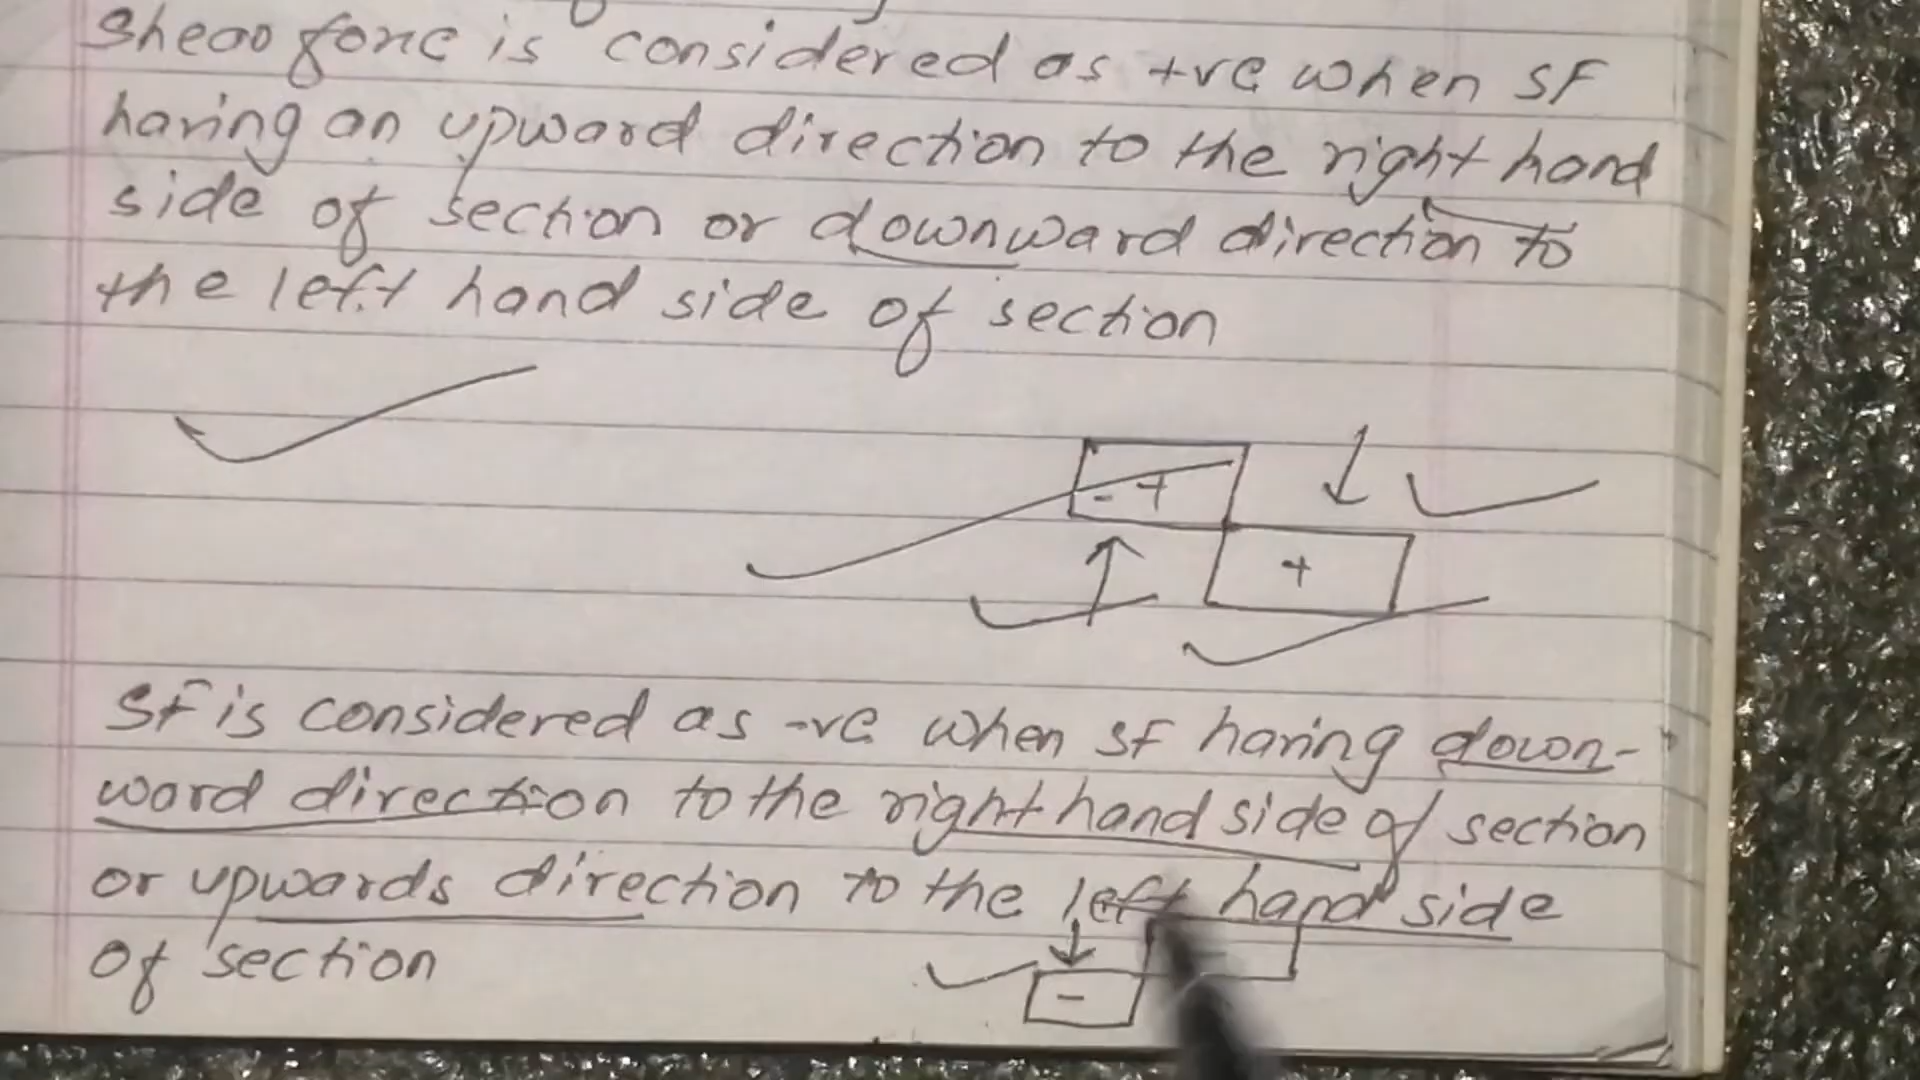 Shear force is considered as +ve when SF
having an upward direction to the right hand
side of section or downward direction to
the left hand side of section
- +
+
SF is considered as -ve when SF having down-
ward direction to the right hand side of section
or upwards direction to the left hand side
of section
-